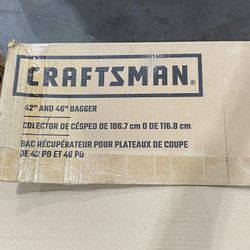 CRAFTSMAN®
42" AND 46" BAGGER
COLECTOR DE CÉSPED DE 106.7 cm O DE 116.8 cm
BAC RÉCUPÉRATEUR POUR PLATEAUX DE COUPE
DE 42 PO ET 46 PO